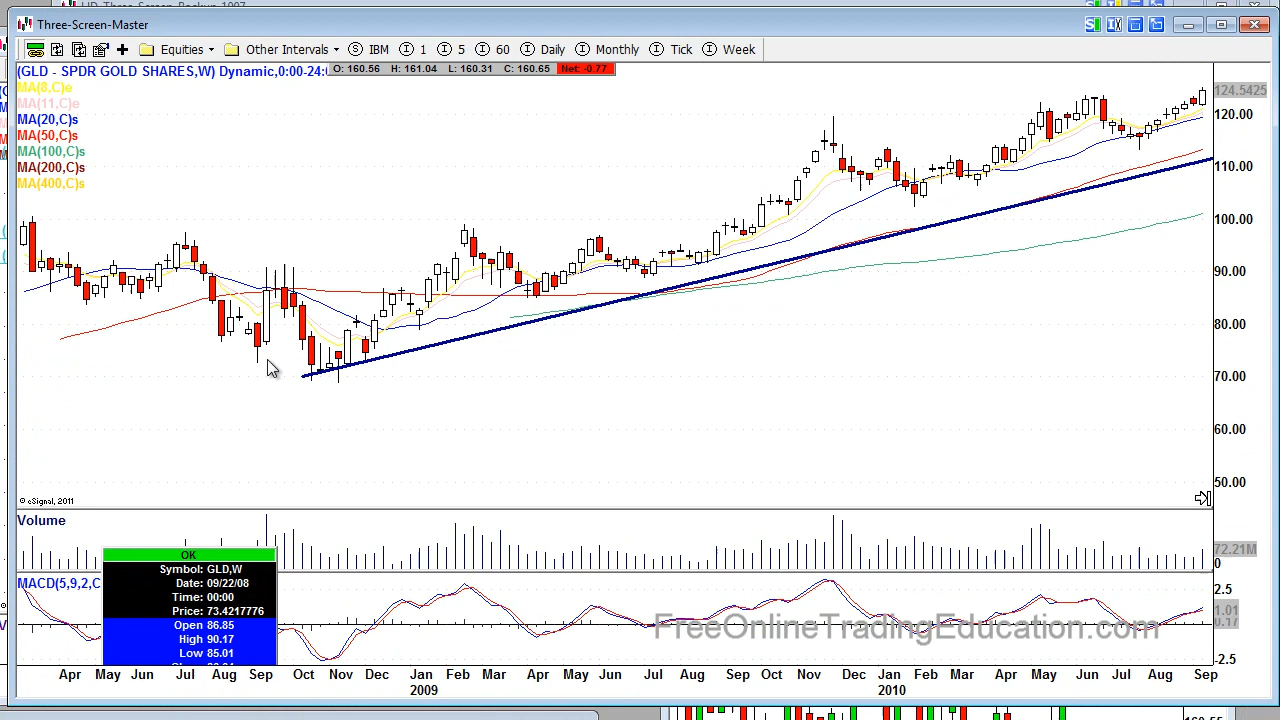 Three-Screen-Master
Equities Other Intervals IBM 1 5 60 Daily Monthly Tick Week
(GLD - SPDR GOLD SHARES,W) Dynamic,0:00-24: O: 160.56 H: 161.04 L: 160.31 C: 160.65 Net: -0.77
MA(8,C)e
MA(11,C)e
MA(20,C)s
MA(50,C)s
MA(100,C)s
MA(200,C)s
MA(400,C)s
124.5425
120.00
110.00
100.00
90.00
80.00
70.00
60.00
50.00
© eSignal, 2011
Volume
72.21M
0
OK
Symbol: GLD,W
Date: 09/22/08
Time: 00:00
Price: 73.4217776
Open 86.85
High 90.17
Low 85.01
MACD(5,9,2,C
2.5
1.01
0.17
-2.5
FreeOnlineTradingEducation.com
Apr May Jun Jul Aug Sep Oct Nov Dec Jan Feb Mar Apr May Jun Jul Aug Sep Oct Nov Dec Jan Feb Mar Apr May Jun Jul Aug Sep
2009 2010